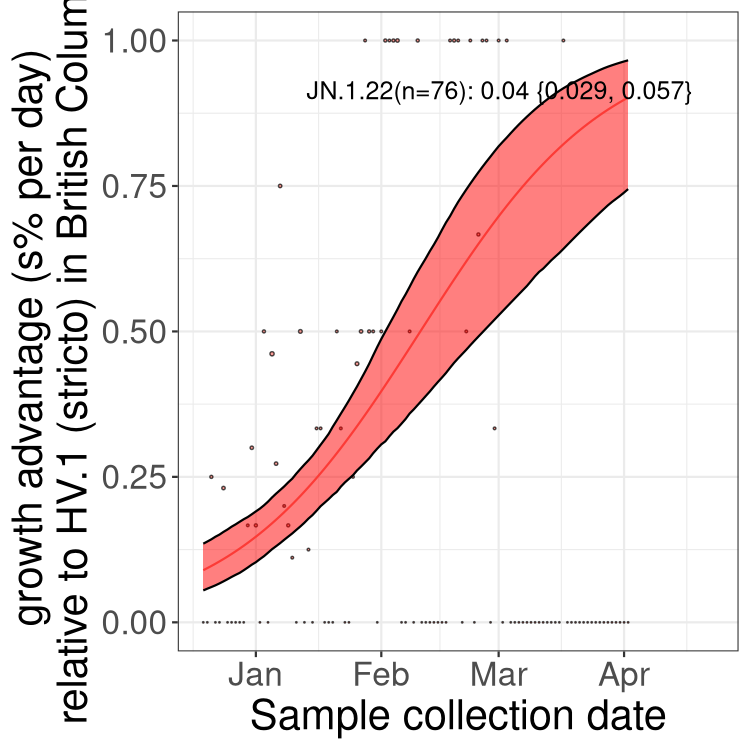 growth advantage (s% per day)
relative to HV.1 (stricto) in British Colum
1.00
0.75
0.50
0.25
0.00
JN.1.22(n=76): 0.04 {0.029, 0.057}
Jan Feb Mar Apr
Sample collection date